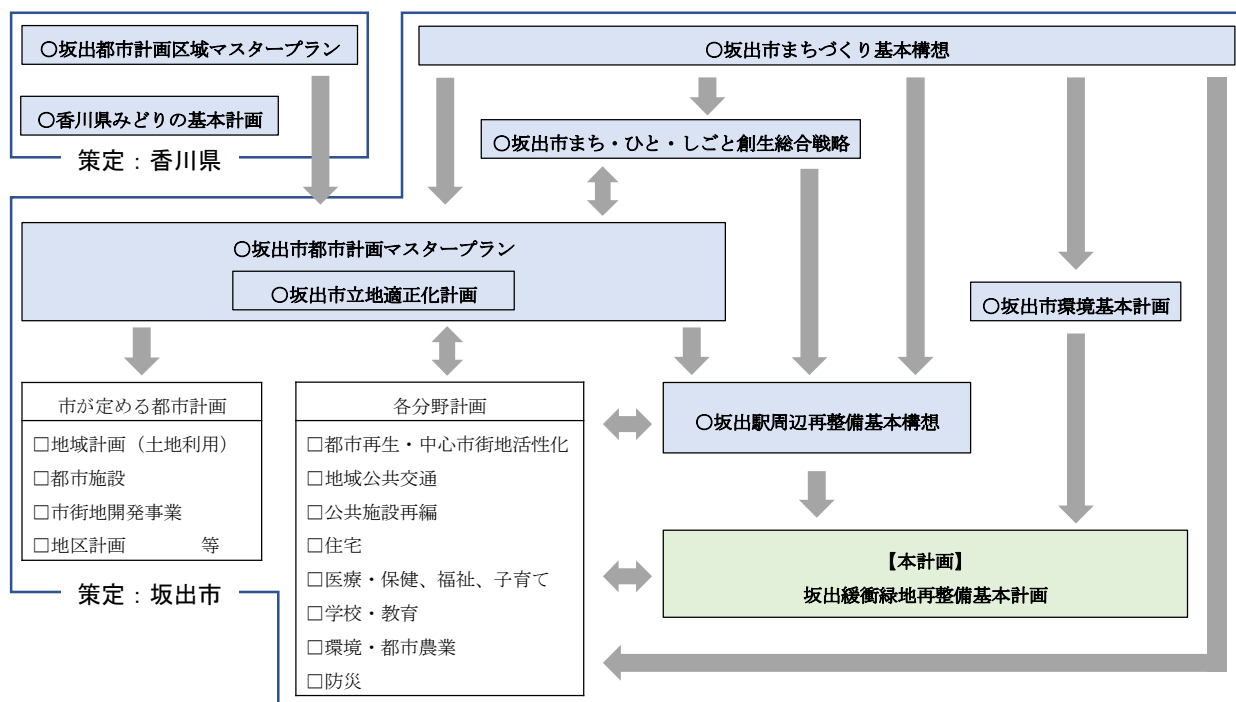 ○坂出都市計画区域マスタープラン
○香川県みどりの基本計画
策定：香川県
○坂出市まちづくり基本構想
○坂出市まち・ひと・しごと創生総合戦略
○坂出市都市計画マスタープラン
○坂出市立地適正化計画
○坂出市環境基本計画
市が定める都市計画
□地域計画（土地利用）
□都市施設
□市街地開発事業
□地区計画　　　　等
各分野計画
□都市再生・中心市街地活性化
□地域公共交通
□公共施設再編
□住宅
□医療・保健、福祉、子育て
□学校・教育
□環境・都市農業
□防災
○坂出駅周辺再整備基本構想
【本計画】
坂出緩衝緑地再整備基本計画
策定：坂出市